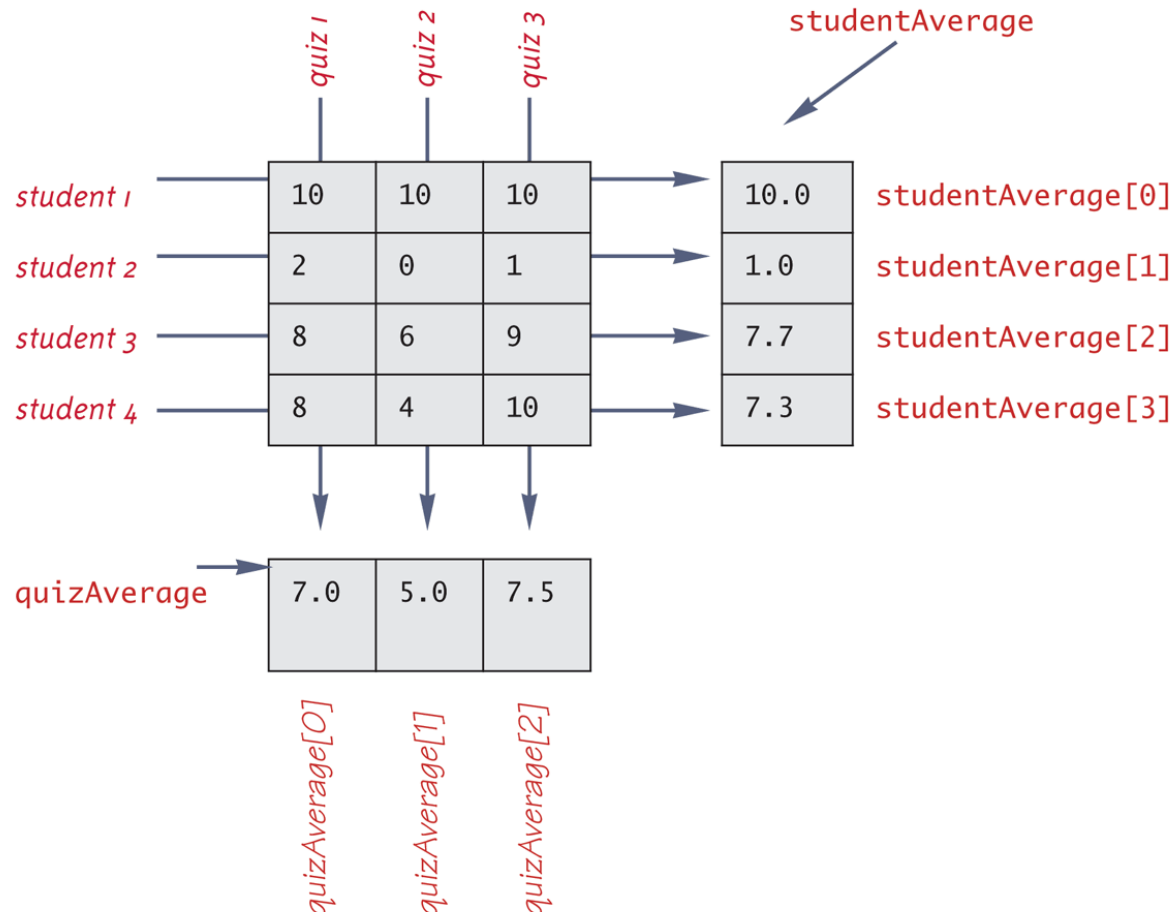 quiz 1 quiz 2 quiz 3
studentAverage
student 1 10 10 10 10.0 studentAverage[0]
student 2 2 0 1 1.0 studentAverage[1]
student 3 8 6 9 7.7 studentAverage[2]
student 4 8 4 10 7.3 studentAverage[3]
quizAverage 7.0 5.0 7.5
quizAverage[0] quizAverage[1] quizAverage[2]